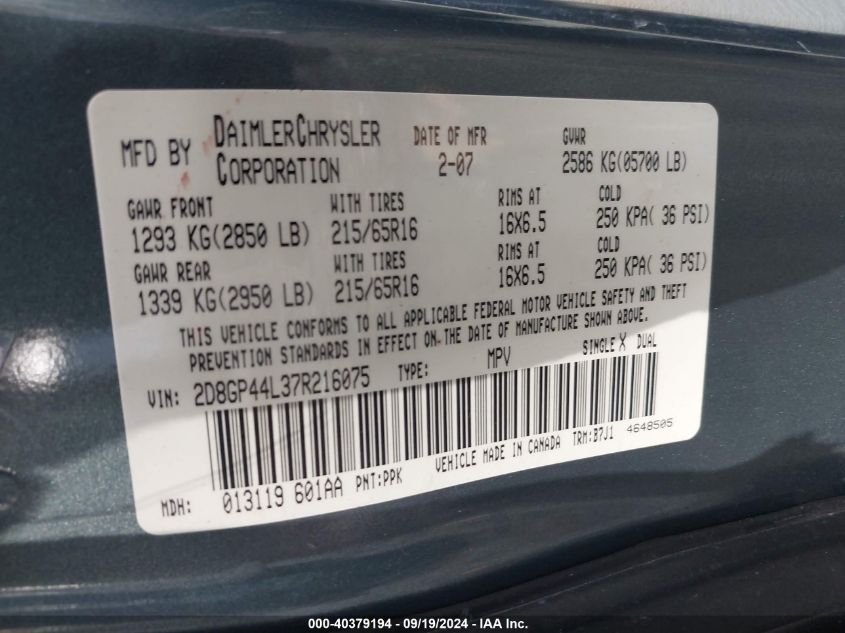 MFD BY DAIMLERCHRYSLER CORPORATION DATE OF MFR 2-07 GVWR 2586 KG(05700 LB)
GAWR FRONT WITH TIRES RIMS AT COLD
1293 KG(2850 LB) 215/65R16 16X6.5 250 KPA( 36 PSI)
GAWR REAR WITH TIRES RIMS AT COLD
1339 KG(2950 LB) 215/65R16 16X6.5 250 KPA( 36 PSI)
THIS VEHICLE CONFORMS TO ALL APPLICABLE FEDERAL MOTOR VEHICLE SAFETY AND THEFT
PREVENTION STANDARDS IN EFFECT ON THE DATE OF MANUFACTURE SHOWN ABOVE.
VIN: 2D8GP44L37R216075 TYPE: MPV SINGLE X DUAL
MDH: 013119 601AA PNT:PPK VEHICLE MADE IN CANADA TRM:B7J1 4648505
000-40379194 - 09/19/2024 - IAA Inc.